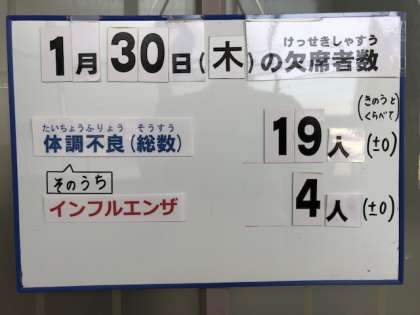 けっせきしゃすう
1月30日(木)の欠席者数
(きのうと
くらべて)
たいちょうふりょう そうすう
体調不良(総数) 19人 (±0)
そのうち
インフルエンザ 4人 (±0)